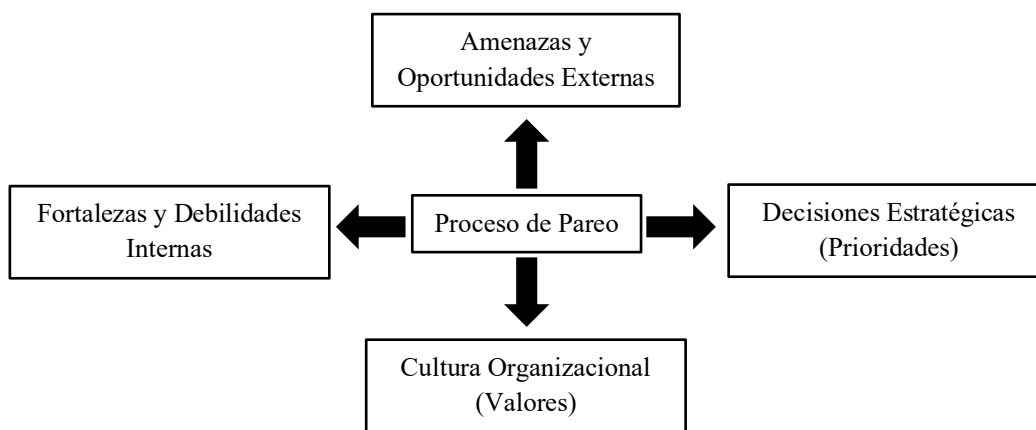 Amenazas y
Oportunidades Externas
Fortalezas y Debilidades
Internas
Proceso de Pareo
Decisiones Estratégicas
(Prioridades)
Cultura Organizacional
(Valores)